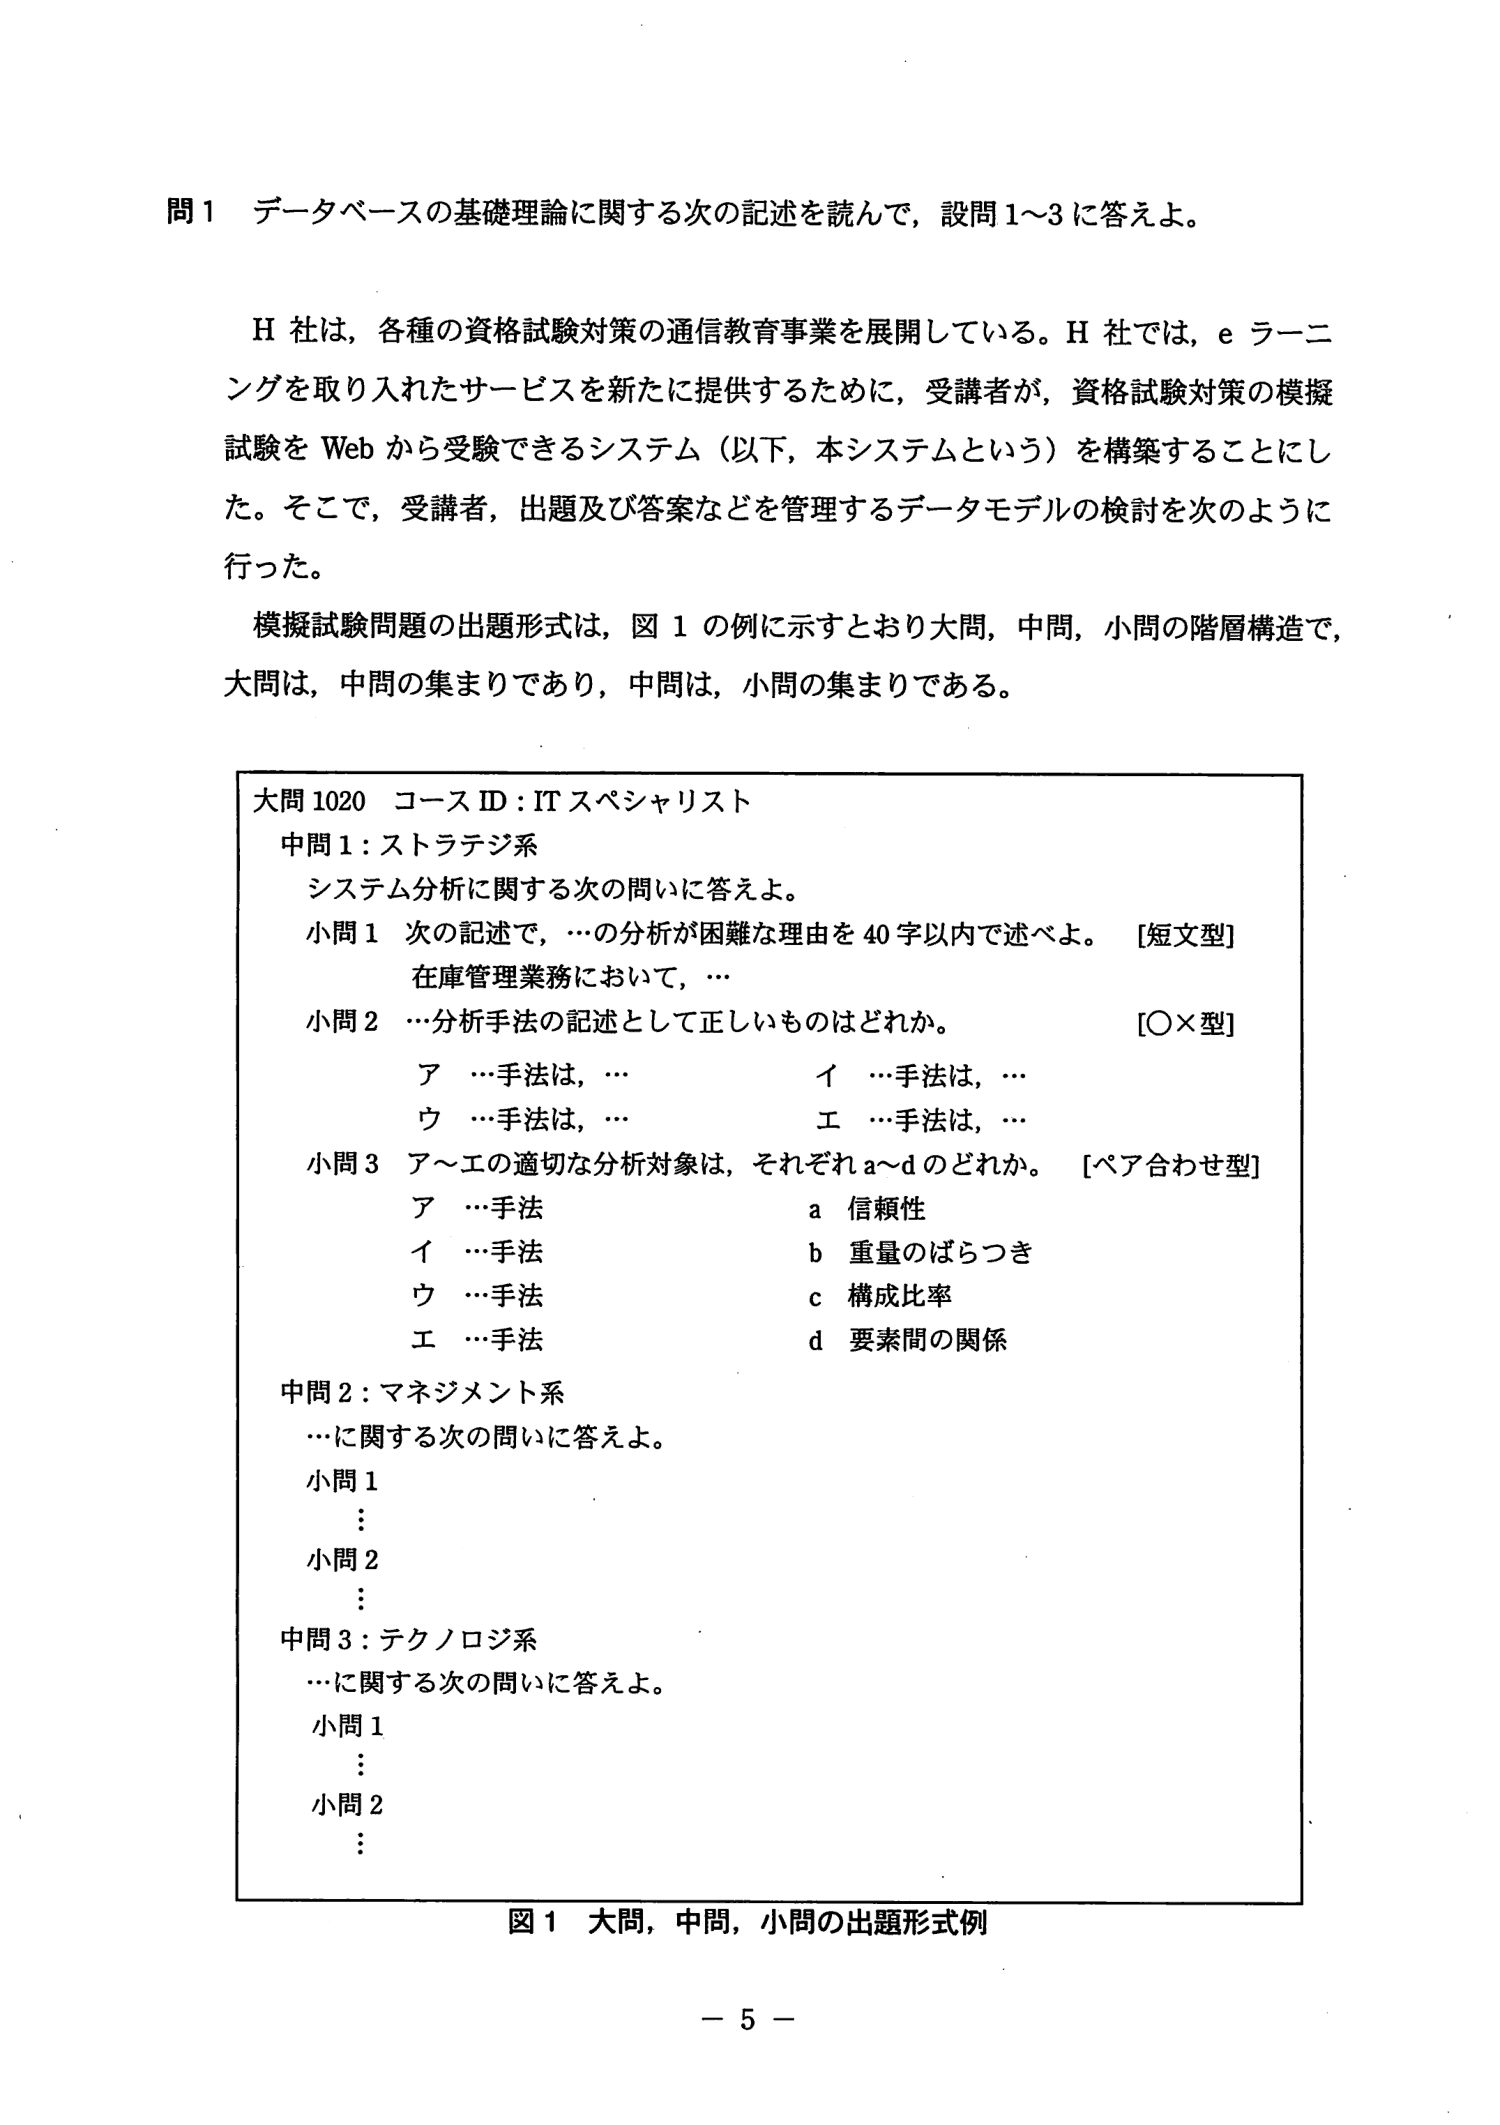 問1 データベースの基礎理論に関する次の記述を読んで，設問1～3に答えよ。
H 社は，各種の資格試験対策の通信教育事業を展開している。H 社では，e ラーニ
ングを取り入れたサービスを新たに提供するために，受講者が，資格試験対策の模擬
試験を Web から受験できるシステム（以下，本システムという）を構築することにし
た。そこで，受講者，出題及び答案などを管理するデータモデルの検討を次のように
行った。
模擬試験問題の出題形式は，図 1 の例に示すとおり大問，中問，小問の階層構造で，
大問は，中問の集まりであり，中問は，小問の集まりである。
大問 1020 コース ID：IT スペシャリスト
中問 1：ストラテジ系
システム分析に関する次の問いに答えよ。
小問 1 次の記述で，…の分析が困難な理由を 40 字以内で述べよ。 [短文型]
在庫管理業務において，…
小問 2 …分析手法の記述として正しいものはどれか。 [○×型]
ア …手法は，… イ …手法は，…
ウ …手法は，… エ …手法は，…
小問 3 ア～エの適切な分析対象は，それぞれ a～d のどれか。 [ペア合わせ型]
ア …手法 a 信頼性
イ …手法 b 重量のばらつき
ウ …手法 c 構成比率
エ …手法 d 要素間の関係
中問 2：マネジメント系
…に関する次の問いに答えよ。
小問 1
⋮
小問 2
⋮
中問 3：テクノロジ系
…に関する次の問いに答えよ。
小問 1
⋮
小問 2
⋮
図 1 大問，中問，小問の出題形式例
－ 5 －